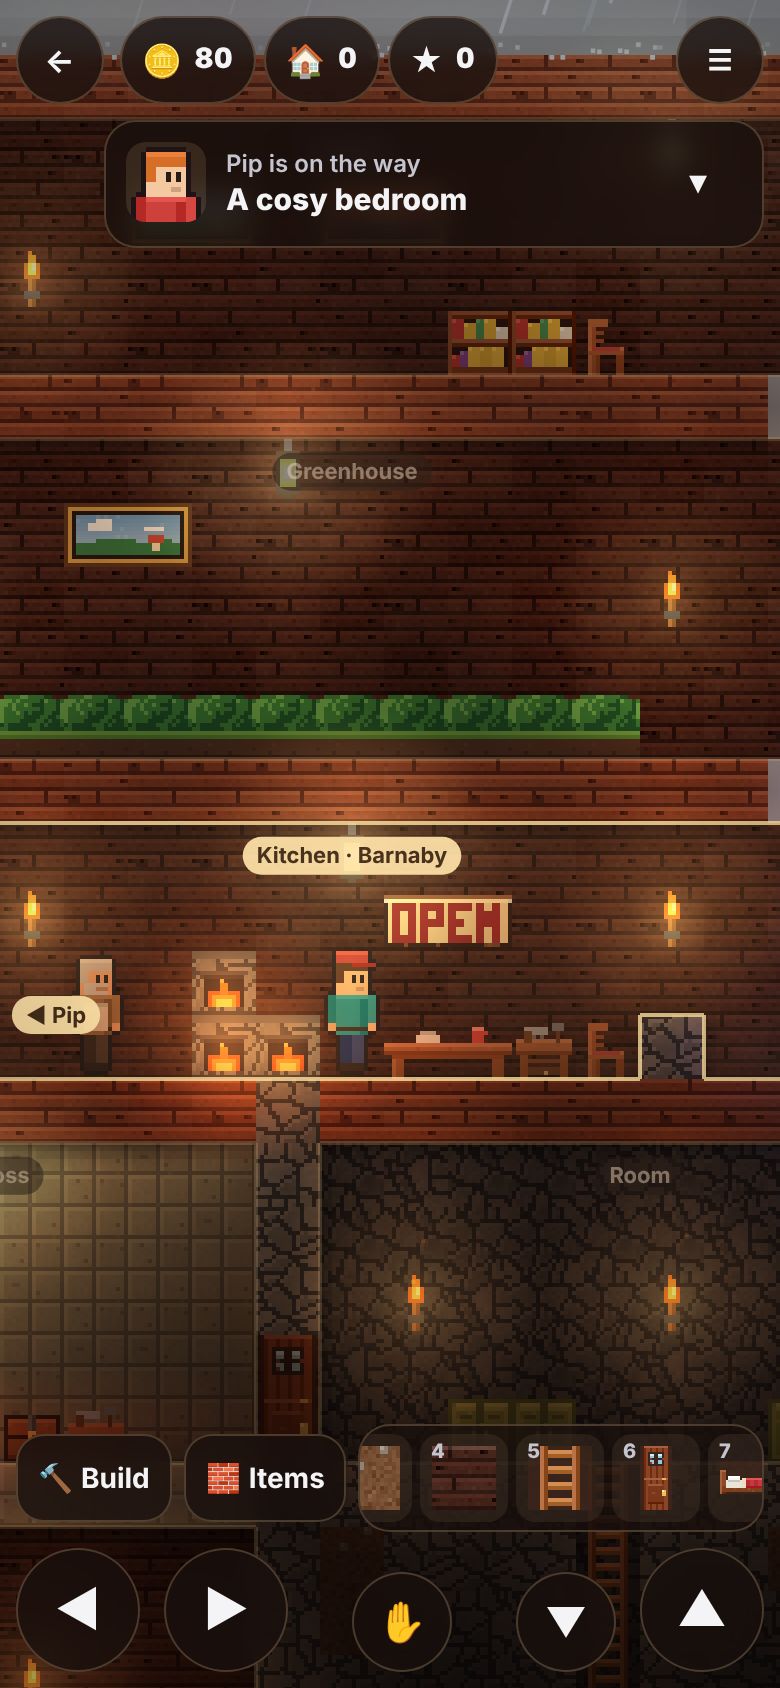 80
0
0
Pip is on the way
A cosy bedroom
Greenhouse
Kitchen · Barnaby
OPEN
Pip
oss
Room
Build
Items
4
5
6
7